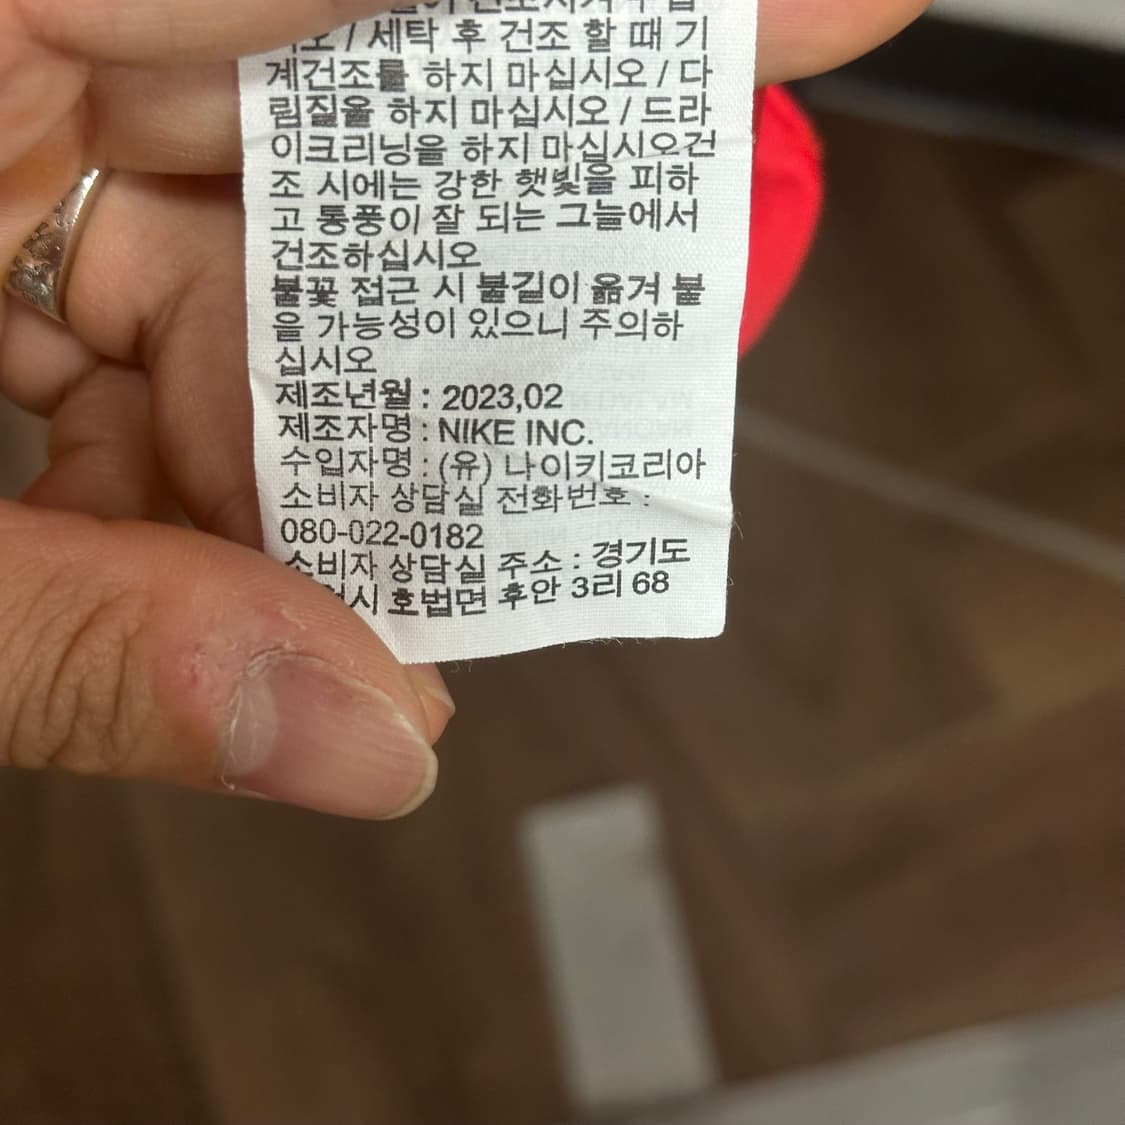 오 / 세탁 후 건조 할 때 기
계건조를 하지 마십시오 / 다
림질을 하지 마십시오 / 드라
이크리닝을 하지 마십시오건
조 시에는 강한 햇빛을 피하
고 통풍이 잘 되는 그늘에서
건조하십시오
불꽃 접근 시 불길이 옮겨 붙
을 가능성이 있으니 주의하
십시오
제조년월 : 2023,02
제조자명 : NIKE INC.
수입자명 : (유) 나이키코리아
소비자 상담실 전화번호 :
080-022-0182
소비자 상담실 주소 : 경기도
호법면 후안 3리 68